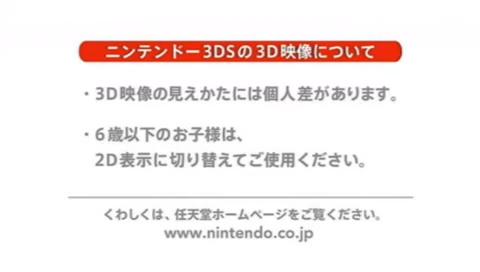 ニンテンドー3DSの3D映像について
・3D映像の見えかたには個人差があります。
・6歳以下のお子様は、
2D表示に切り替えてご使用ください。
くわしくは、任天堂ホームページをご覧ください。
www.nintendo.co.jp